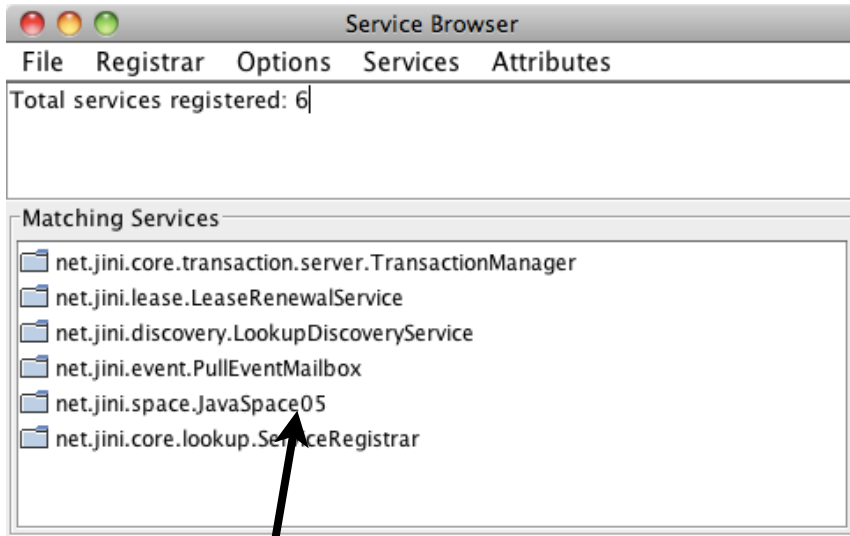 Service Browser
File Registrar Options Services Attributes
Total services registered: 6
Matching Services
net.jini.core.transaction.server.TransactionManager
net.jini.lease.LeaseRenewalService
net.jini.discovery.LookupDiscoveryService
net.jini.event.PullEventMailbox
net.jini.space.JavaSpace05
net.jini.core.lookup.ServiceRegistrar